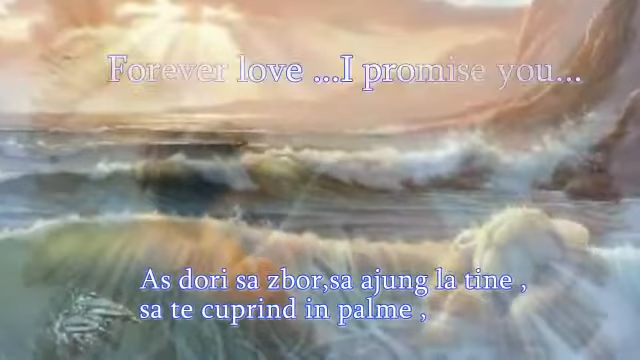 Forever love ...I promise you...
As dori sa zbor,sa ajung la tine ,
sa te cuprind in palme ,